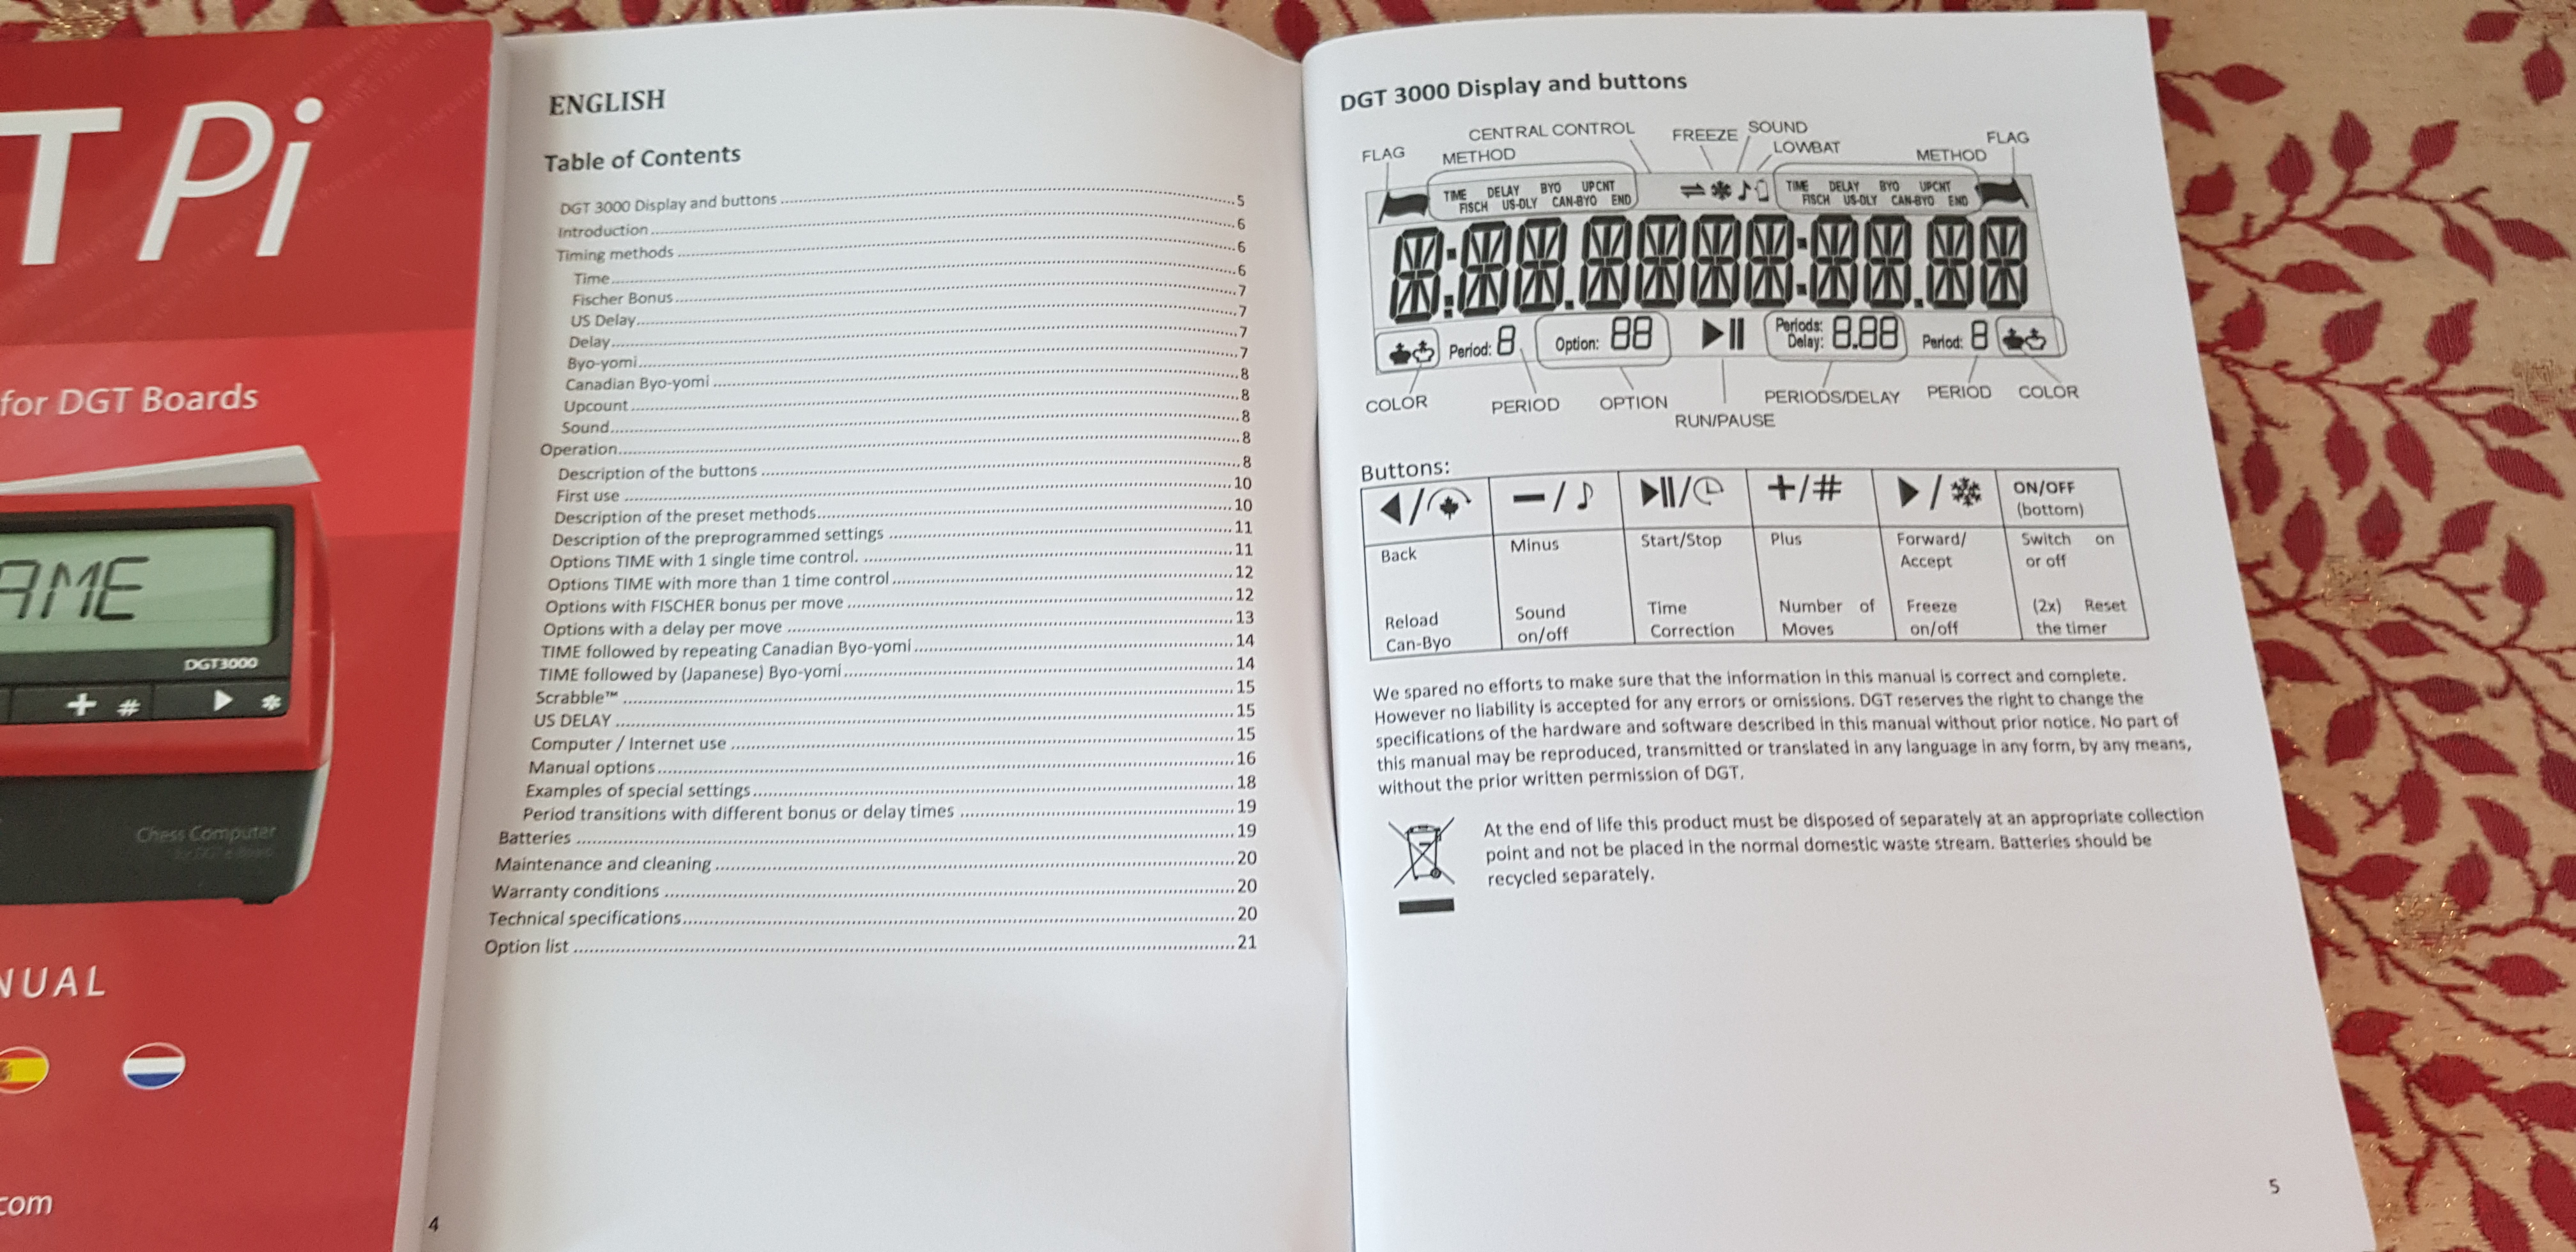 T Pi
for DGT Boards
AME
DGT3000
+ #
Chess Computer
NUAL
com
ENGLISH
Table of Contents
DGT 3000 Display and buttons ..... 5
Introduction ..... 6
Timing methods ..... 6
Time ..... 6
Fischer Bonus ..... 7
US Delay ..... 7
Delay ..... 7
Byo-yomi ..... 7
Canadian Byo-yomi ..... 8
Upcount ..... 8
Sound ..... 8
Operation ..... 8
Description of the buttons ..... 8
First use ..... 10
Description of the preset methods ..... 10
Description of the preprogrammed settings ..... 11
Options TIME with 1 single time control. ..... 11
Options TIME with more than 1 time control ..... 12
Options with FISCHER bonus per move ..... 12
Options with a delay per move ..... 13
TIME followed by repeating Canadian Byo-yomi ..... 14
TIME followed by (Japanese) Byo-yomi ..... 14
Scrabble™ ..... 15
US DELAY ..... 15
Computer / Internet use ..... 15
Manual options ..... 16
Examples of special settings ..... 18
Period transitions with different bonus or delay times ..... 19
Batteries ..... 19
Maintenance and cleaning ..... 20
Warranty conditions ..... 20
Technical specifications ..... 20
Option list ..... 21
4
DGT 3000 Display and buttons
CENTRAL CONTROL FREEZE SOUND
FLAG METHOD LOWBAT METHOD FLAG
TIME DELAY BYO UPCNT TIME DELAY BYO UPCNT
FISCH US-DLY CAN-BYO END FISCH US-DLY CAN-BYO END
8:88.8888:88.88
Period: 8 Option: 88 Periods: Delay: 8.88 Period: 8
COLOR PERIOD OPTION RUN/PAUSE PERIODS/DELAY PERIOD COLOR
Buttons:
◀/ −/♪ ▶II/ +/# ▶/❄ ON/OFF (bottom)
Back Minus Start/Stop Plus Forward/ Accept Switch on or off
Reload Can-Byo Sound on/off Time Correction Number of Moves Freeze on/off (2x) Reset the timer
We spared no efforts to make sure that the information in this manual is correct and complete.
However no liability is accepted for any errors or omissions. DGT reserves the right to change the
specifications of the hardware and software described in this manual without prior notice. No part of
this manual may be reproduced, transmitted or translated in any language in any form, by any means,
without the prior written permission of DGT.
At the end of life this product must be disposed of separately at an appropriate collection
point and not be placed in the normal domestic waste stream. Batteries should be
recycled separately.
5